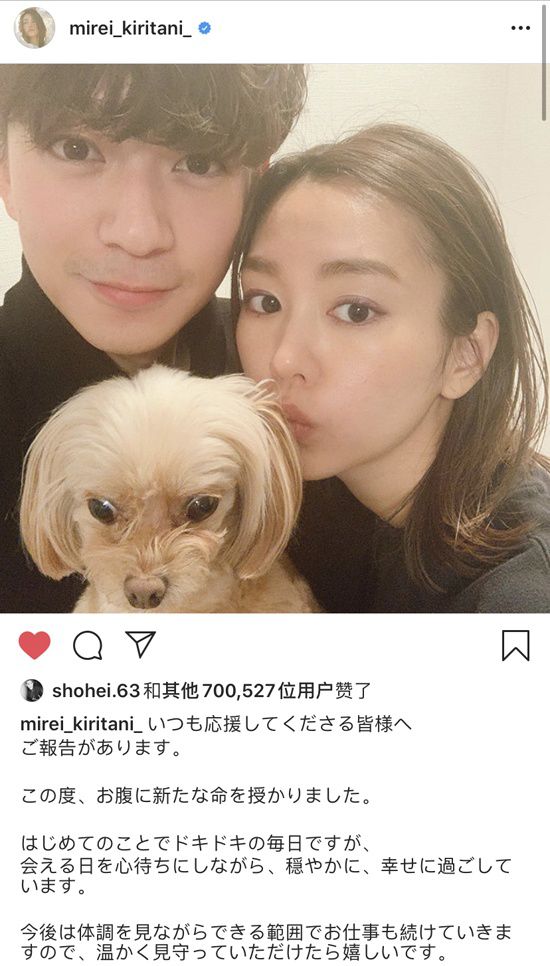 mirei_kiritani_
shohei.63和其他 700,527 位用户赞了
mirei_kiritani_ いつも応援してくださる皆様へ
ご報告があります。
この度、お腹に新たな命を授かりました。
はじめてのことでドキドキの毎日ですが、
会える日を心待ちにしながら、穏やかに、幸せに過ごして
います。
今後は体調を見ながらできる範囲でお仕事も続けていきま
すので、温かく見守っていただけたら嬉しいです。